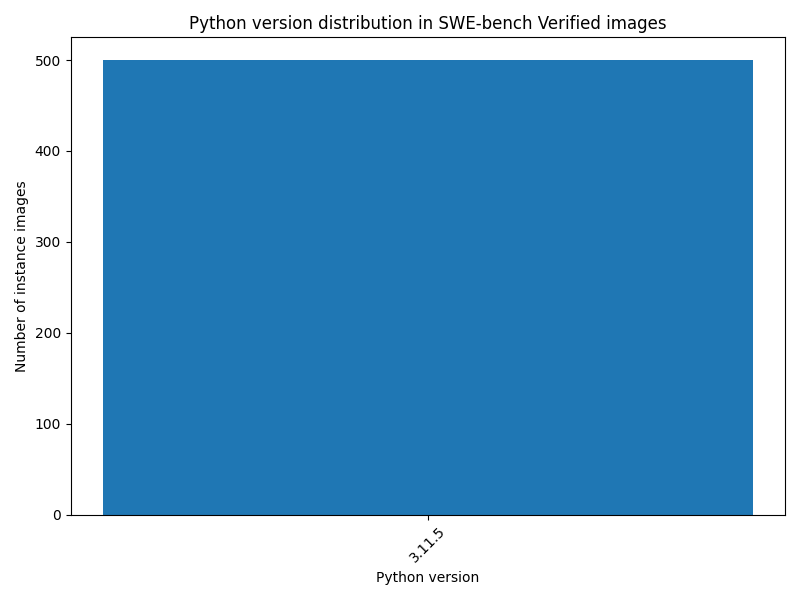 Python version distribution in SWE-bench Verified images
Number of instance images
500
400
300
200
100
0
3.11.5
Python version